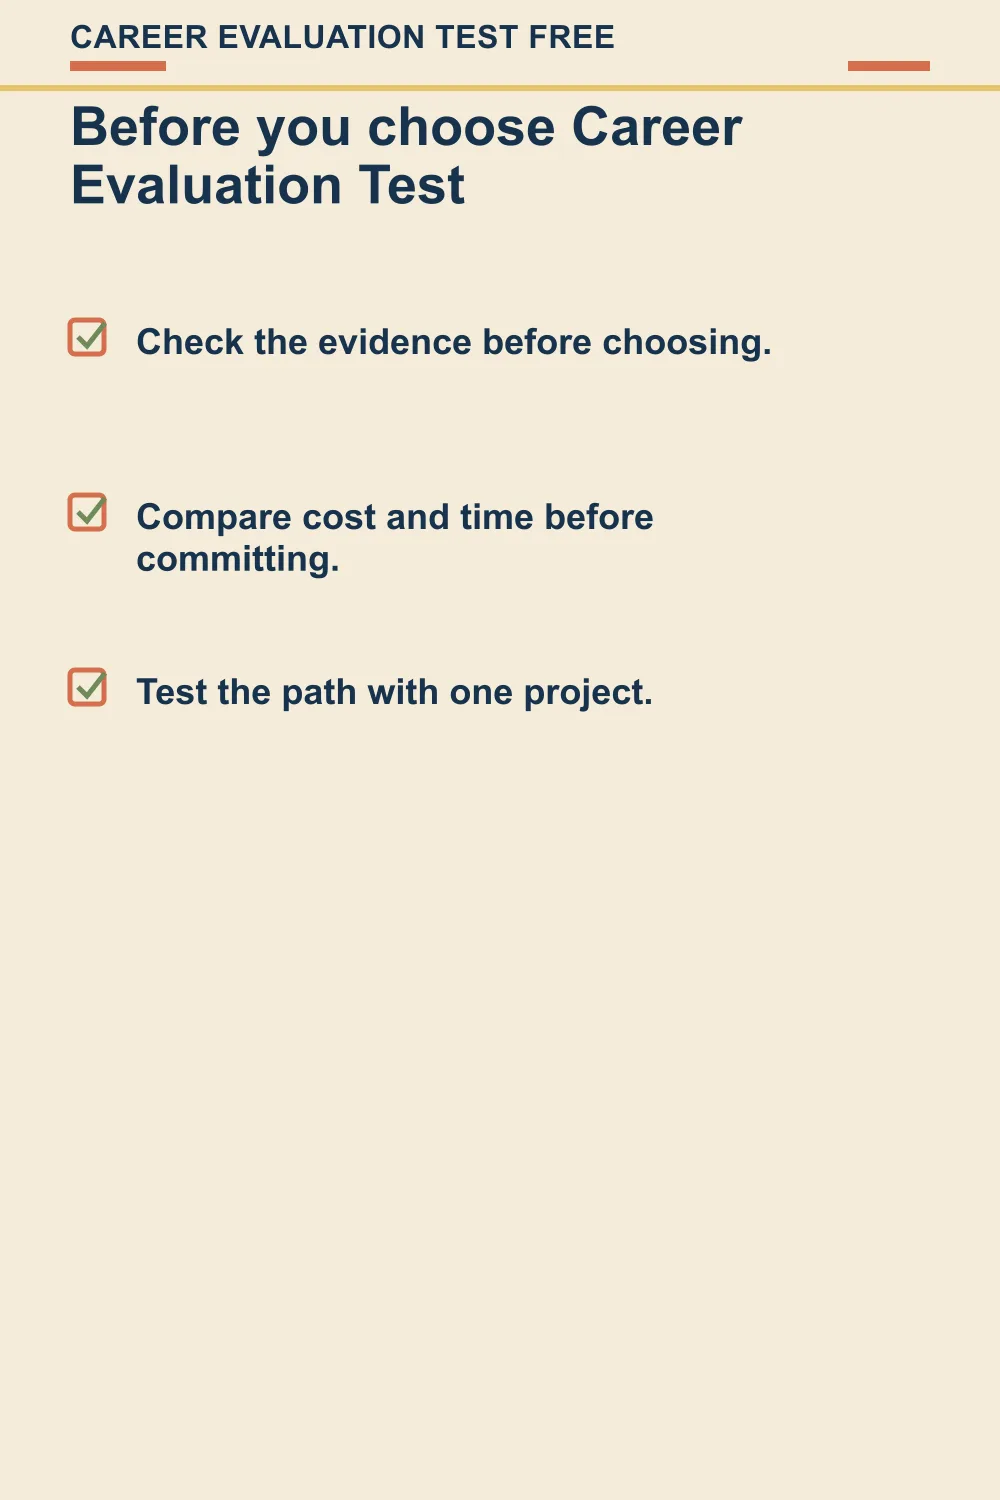 CAREER EVALUATION TEST FREE
Before you choose Career
Evaluation Test
Check the evidence before choosing.
Compare cost and time before
committing.
Test the path with one project.